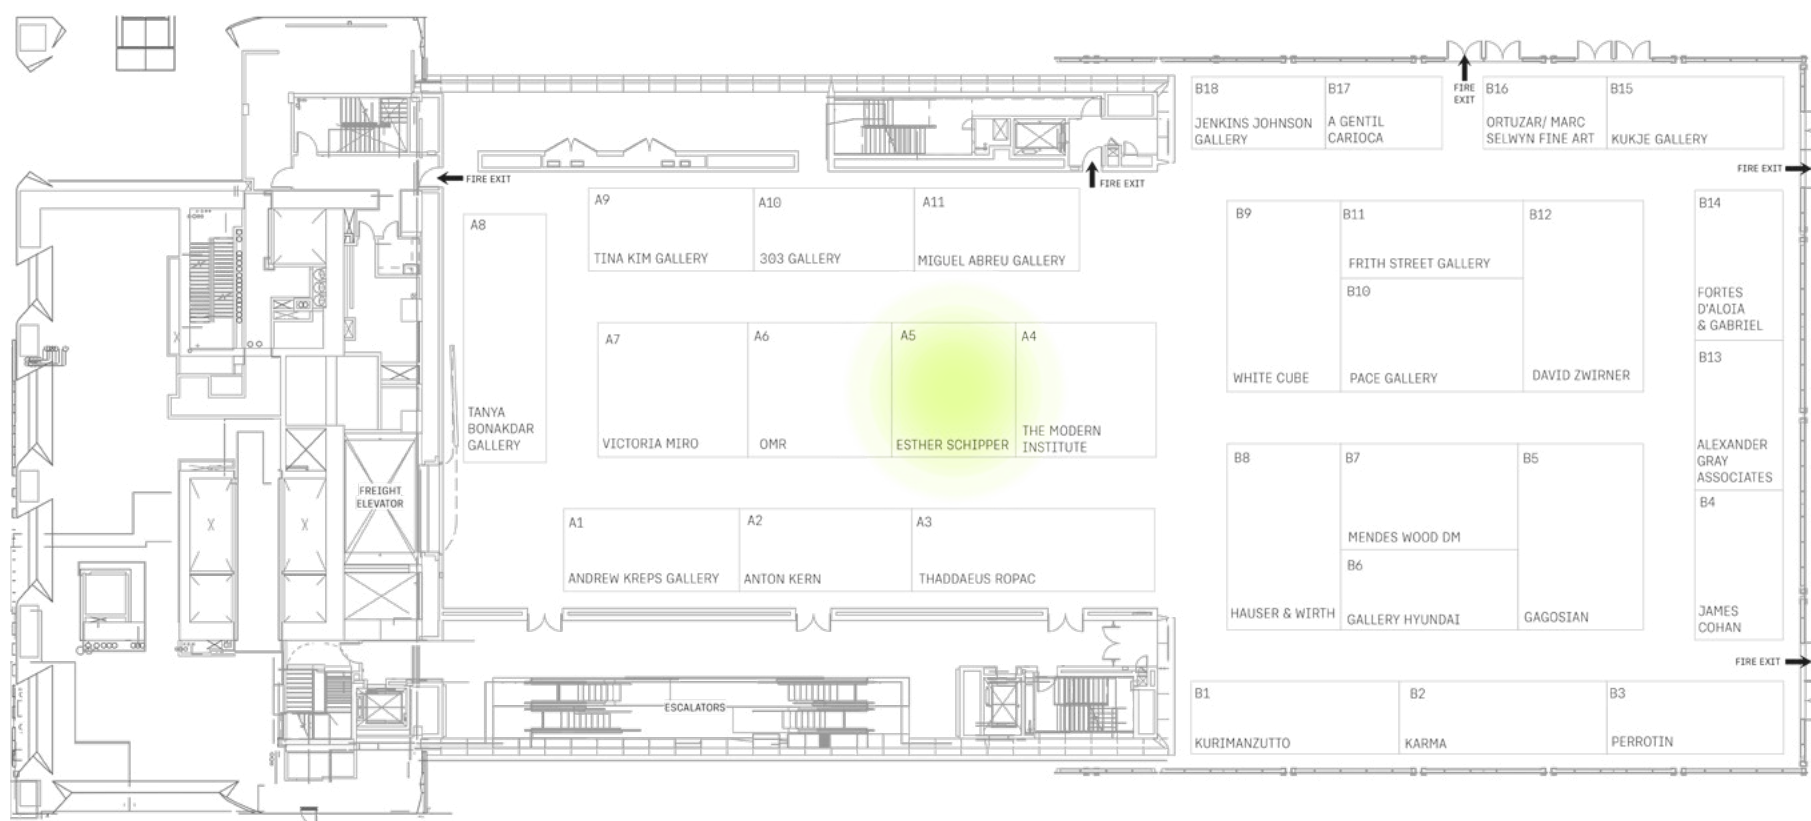 B18
JENKINS JOHNSON
GALLERY
B17
A GENTIL
CARIOCA
FIRE
EXIT
B16
ORTUZAR/ MARC
SELWYN FINE ART
B15
KUKJE GALLERY
FIRE EXIT
FIRE EXIT
FIRE EXIT
A8
TANYA
BONAKDAR
GALLERY
A9
TINA KIM GALLERY
A10
303 GALLERY
A11
MIGUEL ABREU GALLERY
B9
WHITE CUBE
B11
FRITH STREET GALLERY
B10
PACE GALLERY
B12
DAVID ZWIRNER
B14
FORTES
D'ALOIA
& GABRIEL
A7
VICTORIA MIRO
A6
OMR
A5
ESTHER SCHIPPER
A4
THE MODERN
INSTITUTE
B13
ALEXANDER
GRAY
ASSOCIATES
FREIGHT
ELEVATOR
A1
ANDREW KREPS GALLERY
A2
ANTON KERN
A3
THADDAEUS ROPAC
B8
HAUSER & WIRTH
B7
MENDES WOOD DM
B6
GALLERY HYUNDAI
B5
GAGOSIAN
B4
JAMES
COHAN
FIRE EXIT
ESCALATORS
B1
KURIMANZUTTO
B2
KARMA
B3
PERROTIN